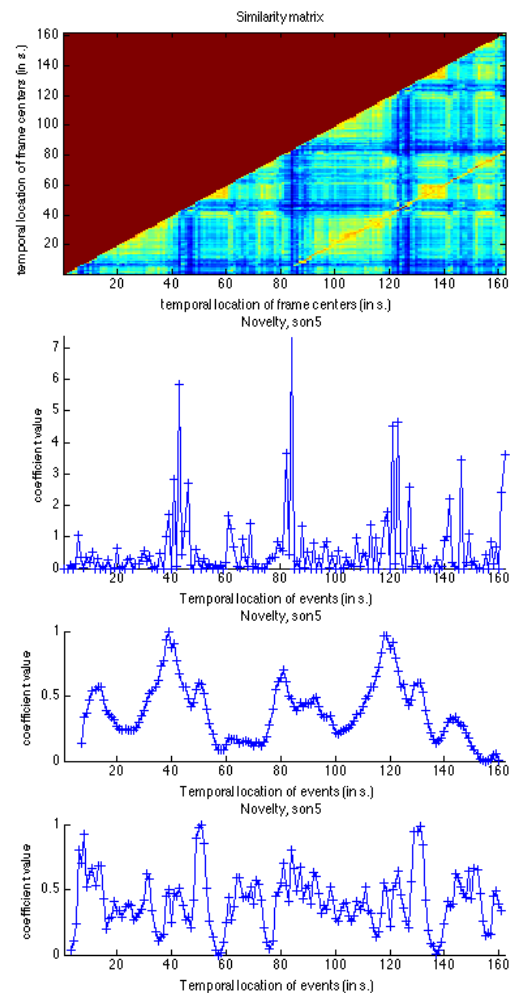 Similarity matrix
temporal location of frame centers (in s.)
160
140
120
100
80
60
40
20
20 40 60 80 100 120 140 160
temporal location of frame centers (in s.)
Novelty, son5
coefficient value
7
6
5
4
3
2
1
0
20 40 60 80 100 120 140 160
Temporal location of events (in s.)
Novelty, son5
coefficient value
1
0.5
0
20 40 60 80 100 120 140 160
Temporal location of events (in s.)
Novelty, son5
coefficient value
1
0.5
0
20 40 60 80 100 120 140 160
Temporal location of events (in s.)